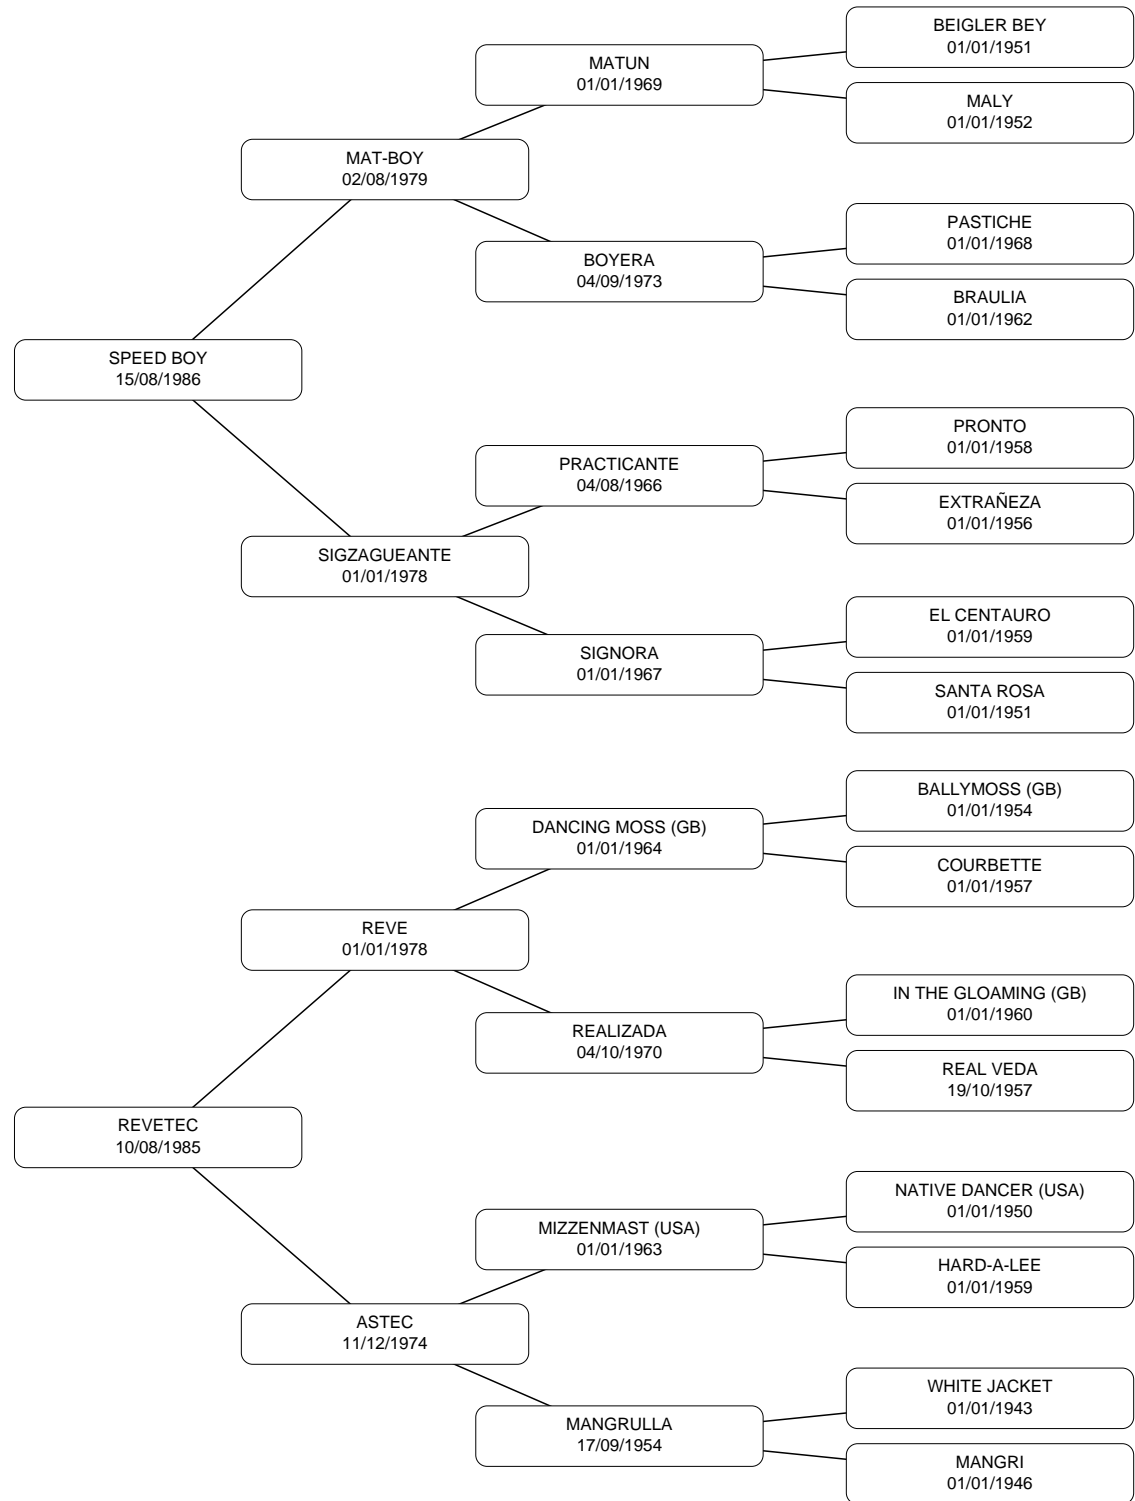 BEIGLER BEY
01/01/1951
MATUN
01/01/1969
MALY
01/01/1952
MAT-BOY
02/08/1979
PASTICHE
01/01/1968
BOYERA
04/09/1973
BRAULIA
01/01/1962
SPEED BOY
15/08/1986
PRONTO
01/01/1958
PRACTICANTE
04/08/1966
EXTRAÑEZA
01/01/1956
SIGZAGUEANTE
01/01/1978
EL CENTAURO
01/01/1959
SIGNORA
01/01/1967
SANTA ROSA
01/01/1951
BALLYMOSS (GB)
01/01/1954
DANCING MOSS (GB)
01/01/1964
COURBETTE
01/01/1957
REVE
01/01/1978
IN THE GLOAMING (GB)
01/01/1960
REALIZADA
04/10/1970
REAL VEDA
19/10/1957
REVETEC
10/08/1985
NATIVE DANCER (USA)
01/01/1950
MIZZENMAST (USA)
01/01/1963
HARD-A-LEE
01/01/1959
ASTEC
11/12/1974
WHITE JACKET
01/01/1943
MANGRULLA
17/09/1954
MANGRI
01/01/1946